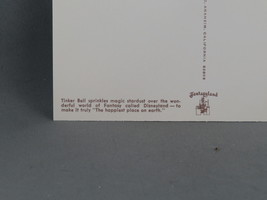 Tinker Bell sprinkles magic stardust over the won-
derful world of Fantasy called Disneyland — to
make it truly "The happiest place on earth."
Fantasyland